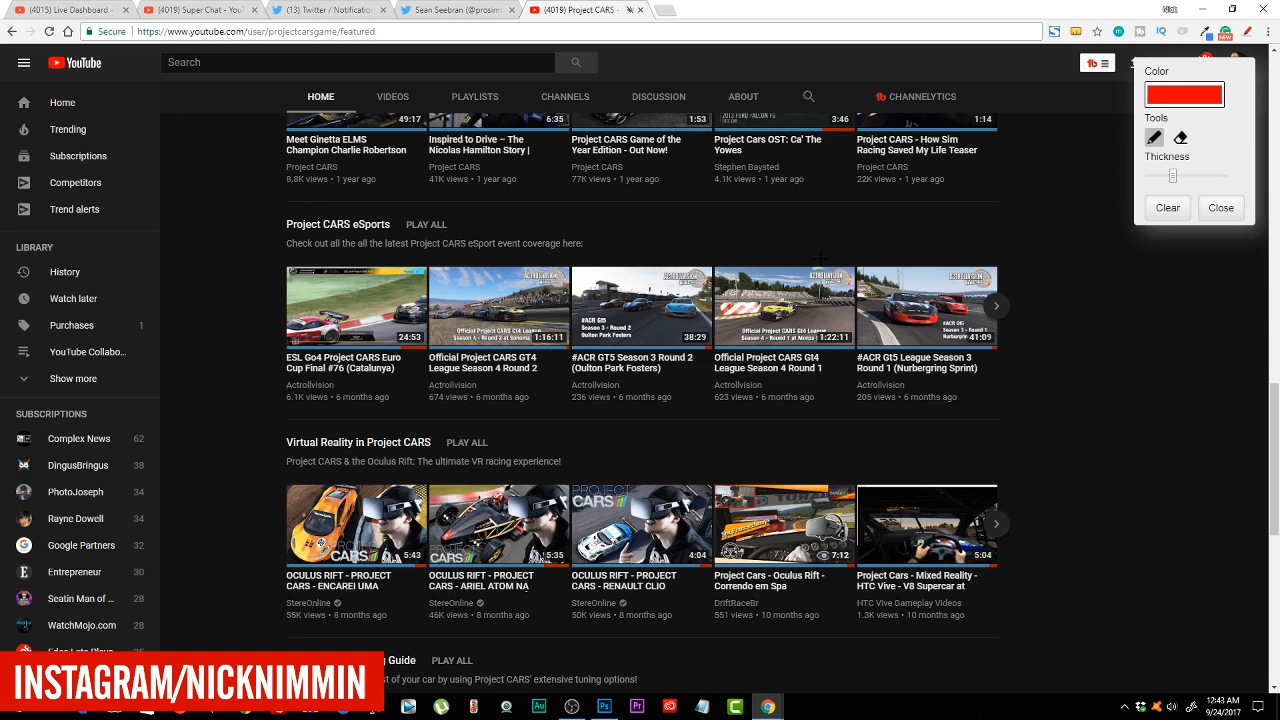 (4015) Live Dashboard -
(4019) Super Chat - YouT
(13) Twitter / Notification
Sean Seeberan (@prosim
(4019) Project CARS -
Nick
Secure
https://www.youtube.com/user/projectcarsgame/featured
YouTube
Search
HOME
VIDEOS
PLAYLISTS
CHANNELS
DISCUSSION
ABOUT
CHANNELYTICS
Color
Tools
Thickness
Clear
Close
Home
Trending
Subscriptions
Competitors
Trend alerts
LIBRARY
History
Watch later
Purchases 1
YouTube Collabo...
Show more
SUBSCRIPTIONS
Complex News 62
DingusBringus 38
PhotoJoseph 34
Rayne Dowell 34
Google Partners 32
Entrepreneur 30
Seatin Man of ... 28
WatchMojo.com
49:17
6:35
1:53
3:46
1:14
Meet Ginetta ELMS
Champion Charlie Robertson
Project CARS
8.8K views • 1 year ago
Inspired to Drive – The
Nicolas Hamilton Story |
Project CARS
41K views • 1 year ago
Project CARS Game of the
Year Edition - Out Now!
Project CARS
77K views • 1 year ago
Project Cars OST: Ca' The
Yowes
Stephen Baysted
4.1K views • 1 year ago
Project CARS - How Sim
Racing Saved My Life Teaser
Project CARS
22K views • 1 year ago
Project CARS eSports PLAY ALL
Check out all the all the latest Project CARS eSport event coverage here:
24:53
1:16:11
38:29
1:22:11
41:09
ESL Go4 Project CARS Euro
Cup Final #76 (Catalunya)
Actrollvision
6.1K views • 6 months ago
Official Project CARS GT4
League Season 4 Round 2
Actrollvision
674 views • 6 months ago
#ACR GT5 Season 3 Round 2
(Oulton Park Fosters)
Actrollvision
236 views • 6 months ago
Official Project CARS Gt4
League Season 4 Round 1
Actrollvision
623 views • 6 months ago
#ACR Gt5 League Season 3
Round 1 (Nurbergring Sprint)
Actrollvision
205 views • 6 months ago
Virtual Reality in Project CARS PLAY ALL
Project CARS & the Oculus Rift: The ultimate VR racing experience!
5:43
5:35
4:04
7:12
5:04
OCULUS RIFT - PROJECT
CARS - ENCAREI UMA
StereOnline
55K views • 8 months ago
OCULUS RIFT - PROJECT
CARS - ARIEL ATOM NA
StereOnline
46K views • 8 months ago
OCULUS RIFT - PROJECT
CARS - RENAULT CLIO
StereOnline
50K views • 8 months ago
Project Cars - Oculus Rift -
Correndo em Spa
DriftRaceBr
551 views • 10 months ago
Project Cars - Mixed Reality -
HTC Vive - V8 Supercar at
HTC Vive Gameplay Videos
1.3K views • 10 months ago
ng Guide PLAY ALL
st of your car by using Project CARS' extensive tuning options!
INSTAGRAM/NICKNIMMIN
12:43 AM
9/24/2017